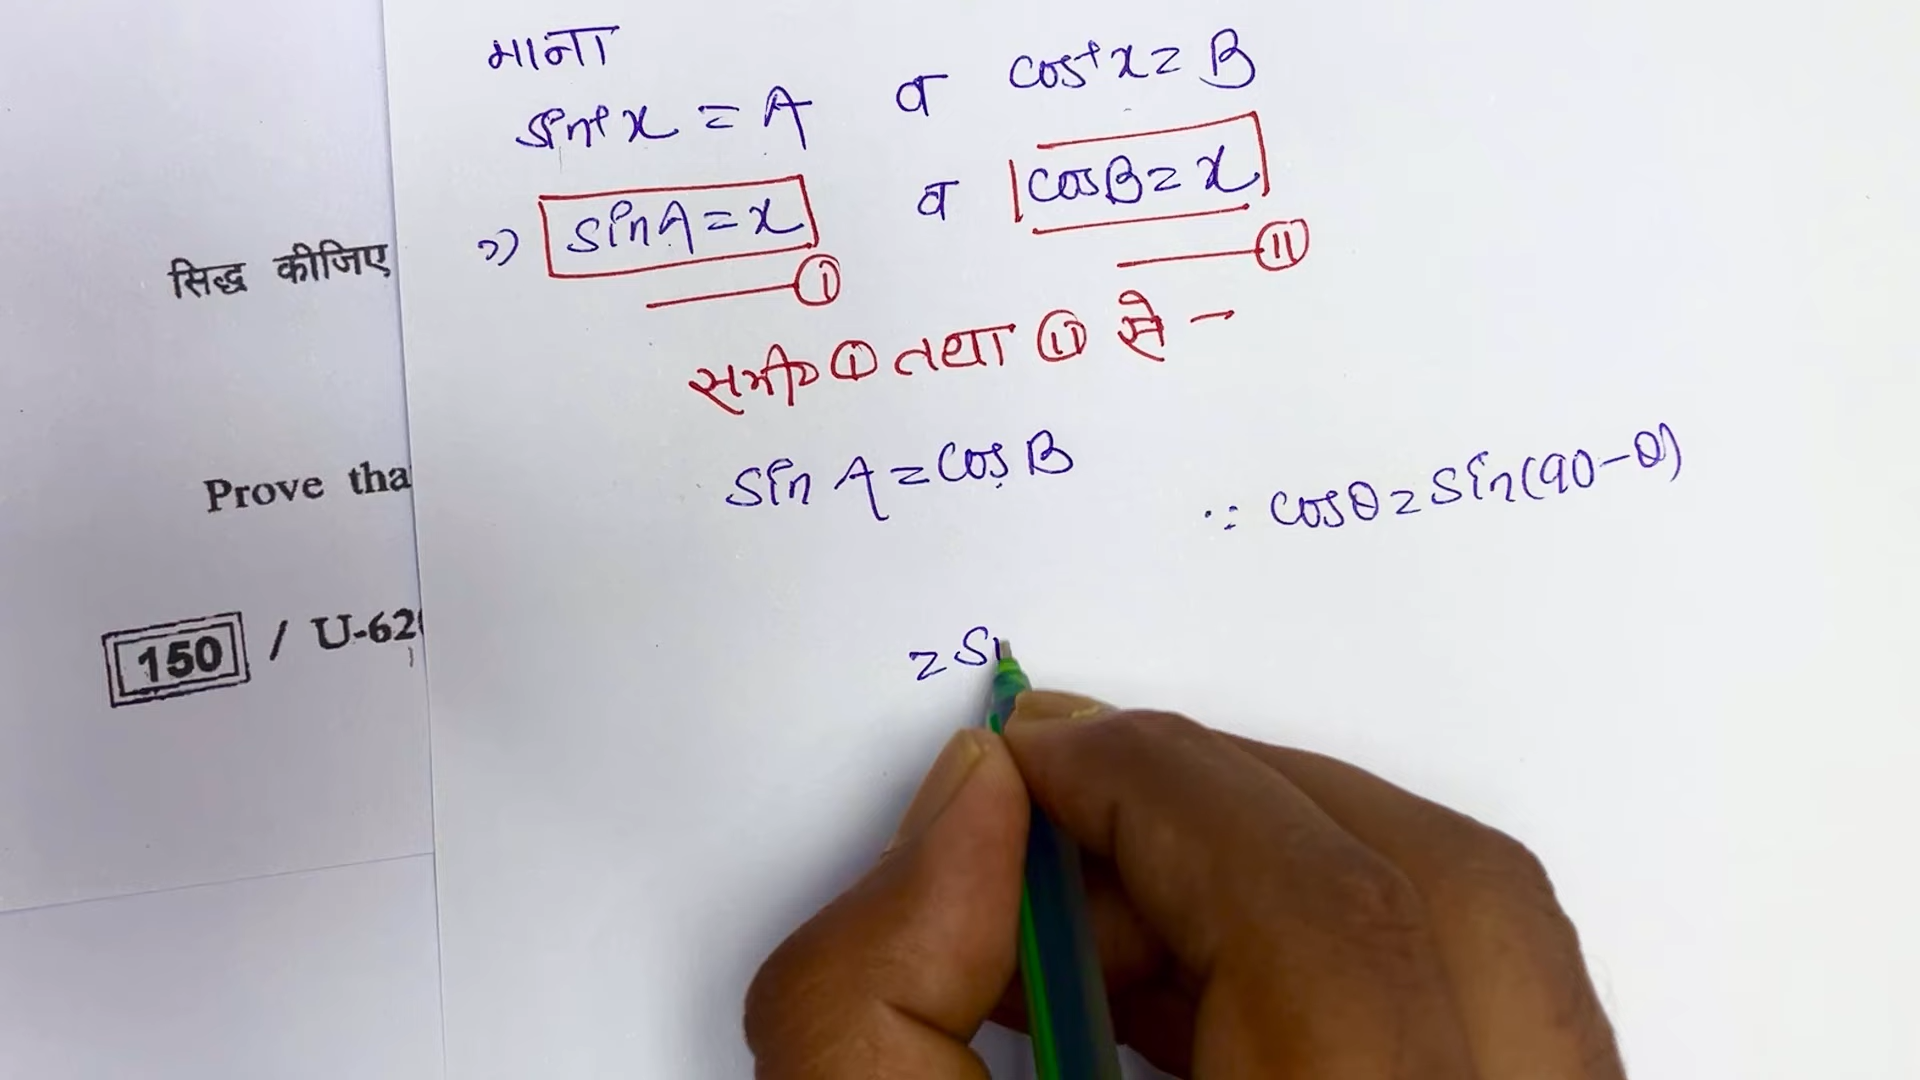 माना
sin⁻¹x = A व cos⁻¹x = B
⇒ sinA = x व cosB = x
① ⑪
समी० ① तथा ⑪ से -
सिद्ध कीजिए
sin A = cos B ∵ cosθ = sin(90-θ)
Prove tha
150 / U-62
= Si